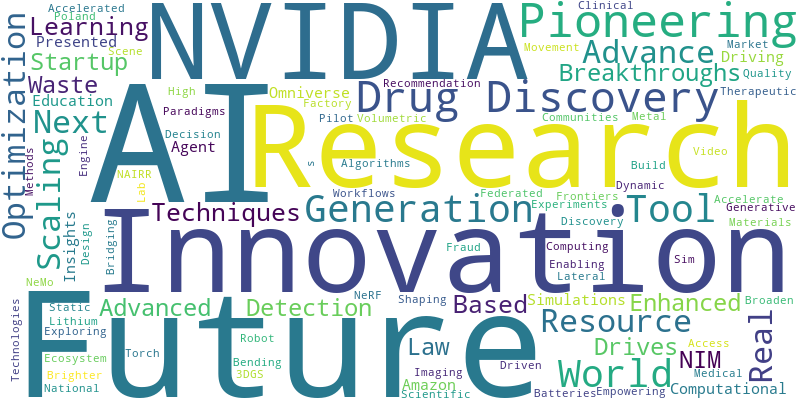 Accelerated
Poland
Learning
Presented
Scene
Startup
Waste
Education
Next
Optimization
NVIDIA
Clinical
Pioneering
Movement
Advance
Market
Driving
Breakthroughs
Quality
Recommendation
Therapeutic
Drug Discovery
High
Omniverse
Factory
Paradigms
Pilot
Volumetric
Communities
Metal
Decision
Agent
AI
Research
Video
Methods
Engine
NAIRR
Lab
s
Algorithms
Build
Dynamic
Workflows
Federated
Frontiers
Accelerate
Scaling
Insights
Design
Bridging
Techniques
Generation
Experiments
Tool
Generative
Discovery
Materials
Innovation
Fraud
Computing
Enabling
Lateral
Sim
NeMo
Future
Static
Lithium
Exploring
Advanced
Detection
NeRF
Shaping
Based
Simulations
Enhanced
Broaden
Resource
Technologies
Ecosystem
Brighter
National
Torch
Robot
Bending
3DGS
Law
Driven
Imaging
Amazon
Scientific
Drives
World
Batteries
Empowering
NIM
Access
Medical
Computational
Real